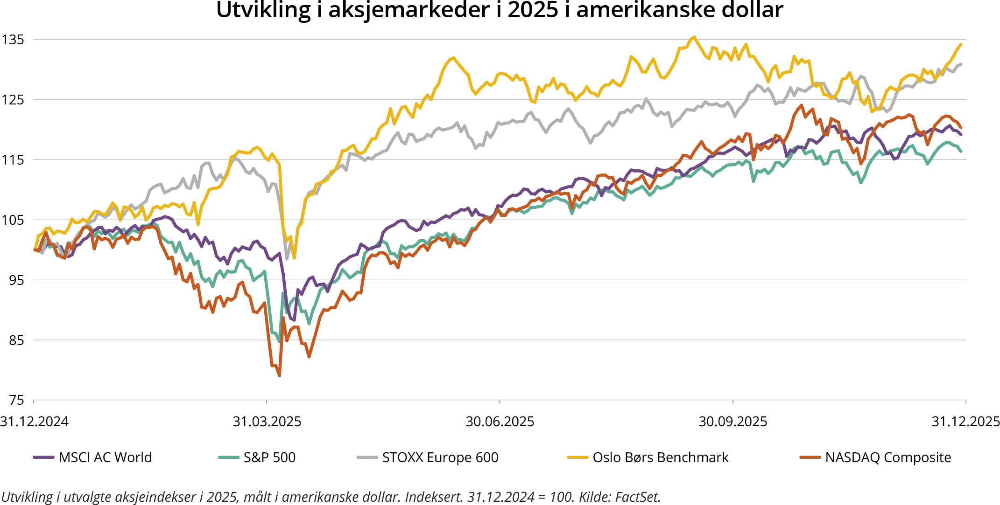 Utvikling i aksjemarkeder i 2025 i amerikanske dollar
135
125
115
105
95
85
75
31.12.2024 31.03.2025 30.06.2025 30.09.2025 31.12.2025
MSCI AC World S&P 500 STOXX Europe 600 Oslo Børs Benchmark NASDAQ Composite
Utvikling i utvalgte aksjeindekser i 2025, målt i amerikanske dollar. Indeksert. 31.12.2024 = 100. Kilde: FactSet.